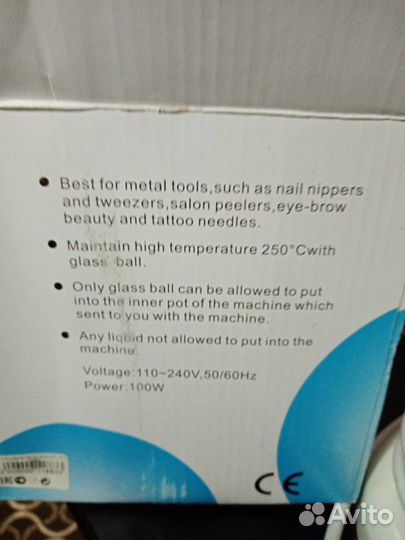 • Best for metal tools,such as nail nippers
and tweezers,salon peelers,eye-brow
beauty and tattoo needles.
• Maintain high temperature 250°Cwith
glass ball.
• Only glass ball can be allowed to put
into the inner pot of the machine which
sent to you with the machine.
• Any liquid not allowed to put into the
machine.
Voltage:110~240V,50/60Hz
Power:100W
EAC
CE
Avito